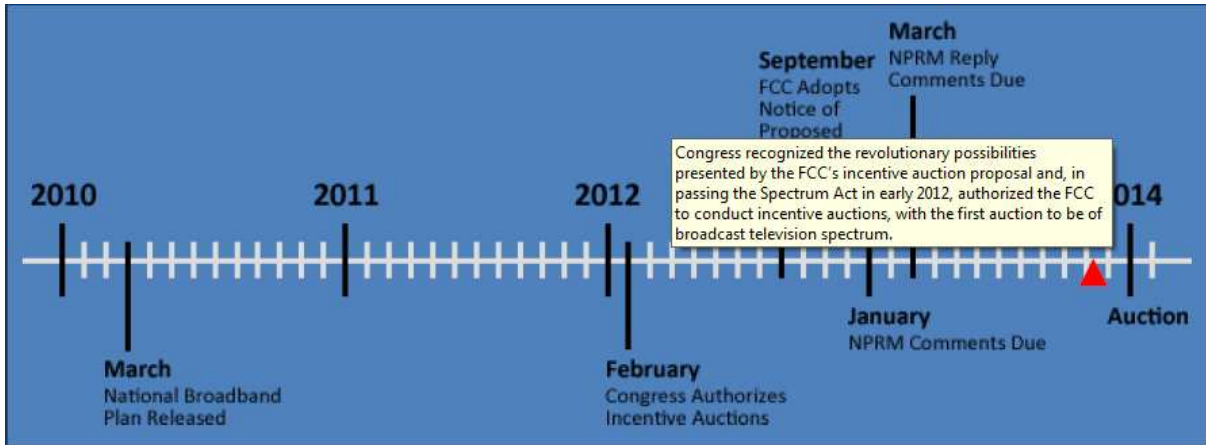 March
NPRM Reply
Comments Due
September
FCC Adopts
Notice of
Proposed
Congress recognized the revolutionary possibilities
presented by the FCC's incentive auction proposal and, in
passing the Spectrum Act in early 2012, authorized the FCC
to conduct incentive auctions, with the first auction to be of
broadcast television spectrum.
2010
2011
2012
014
January
NPRM Comments Due
Auction
March
National Broadband
Plan Released
February
Congress Authorizes
Incentive Auctions